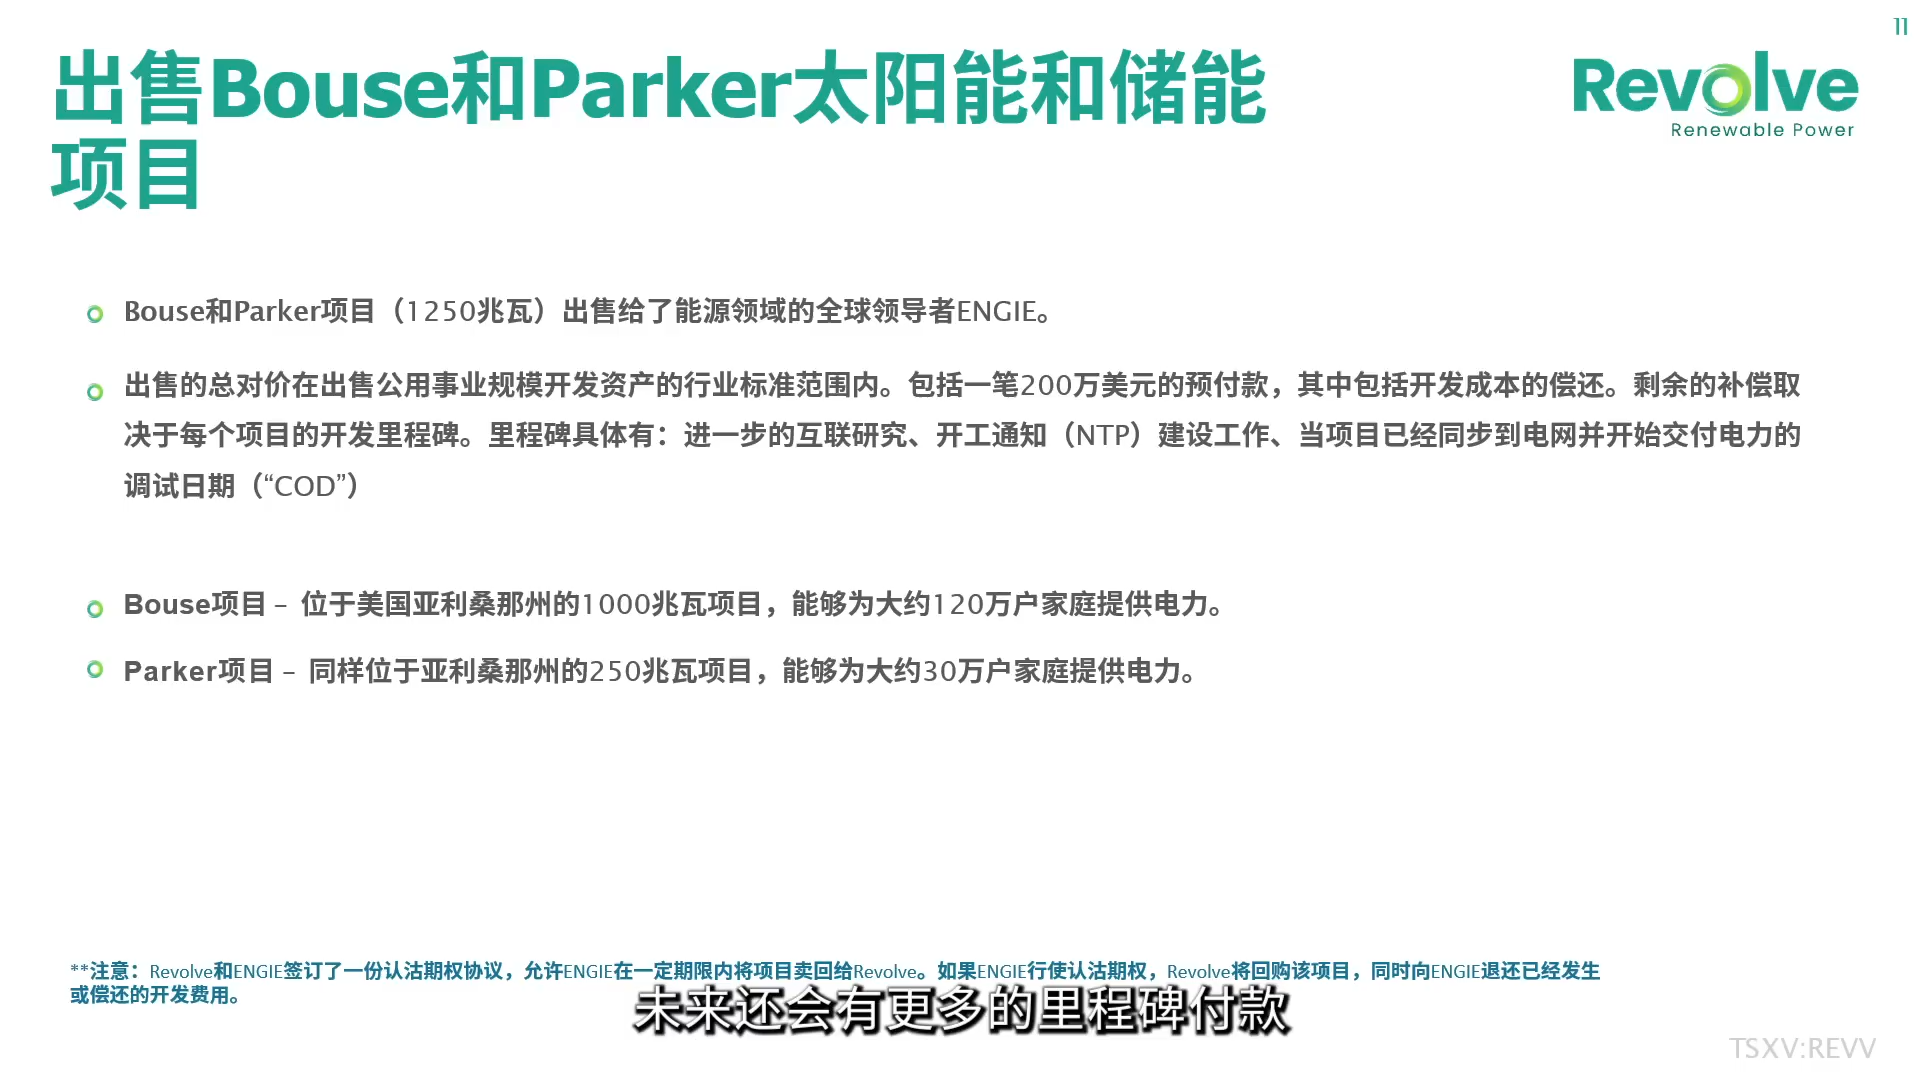 11
出售Bouse和Parker太阳能和储能
项目
Revolve
Renewable Power
Bouse和Parker项目（1250兆瓦）出售给了能源领域的全球领导者ENGIE。
出售的总对价在出售公用事业规模开发资产的行业标准范围内。包括一笔200万美元的预付款，其中包括开发成本的偿还。剩余的补偿取
决于每个项目的开发里程碑。里程碑具体有：进一步的互联研究、开工通知（NTP）建设工作、当项目已经同步到电网并开始交付电力的
调试日期（“COD”）
Bouse项目 – 位于美国亚利桑那州的1000兆瓦项目，能够为大约120万户家庭提供电力。
Parker项目 – 同样位于亚利桑那州的250兆瓦项目，能够为大约30万户家庭提供电力。
**注意：Revolve和ENGIE签订了一份认沽期权协议，允许ENGIE在一定期限内将项目卖回给Revolve。如果ENGIE行使认沽期权，Revolve将回购该项目，同时向ENGIE退还已经发生
或偿还的开发费用。
未来还会有更多的里程碑付款
TSXV:REVV